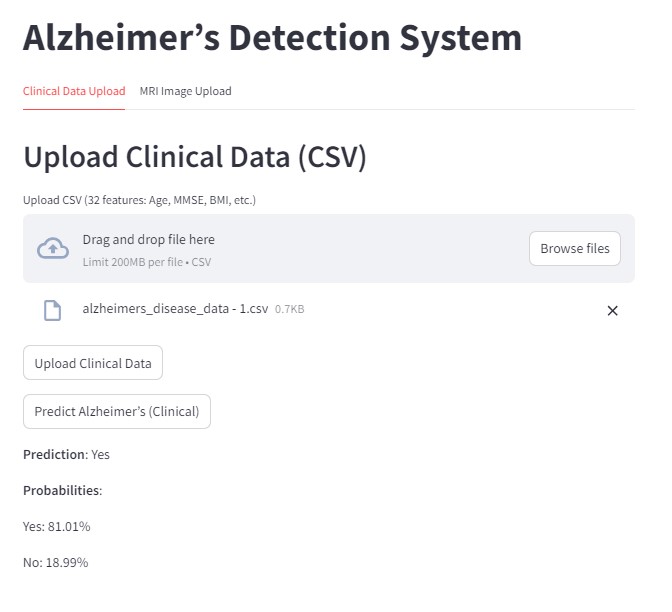 Alzheimer’s Detection System
Clinical Data Upload MRI Image Upload
Upload Clinical Data (CSV)
Upload CSV (32 features: Age, MMSE, BMI, etc.)
Drag and drop file here
Limit 200MB per file • CSV
Browse files
alzheimers_disease_data - 1.csv 0.7KB
Upload Clinical Data
Predict Alzheimer’s (Clinical)
Prediction: Yes
Probabilities:
Yes: 81.01%
No: 18.99%